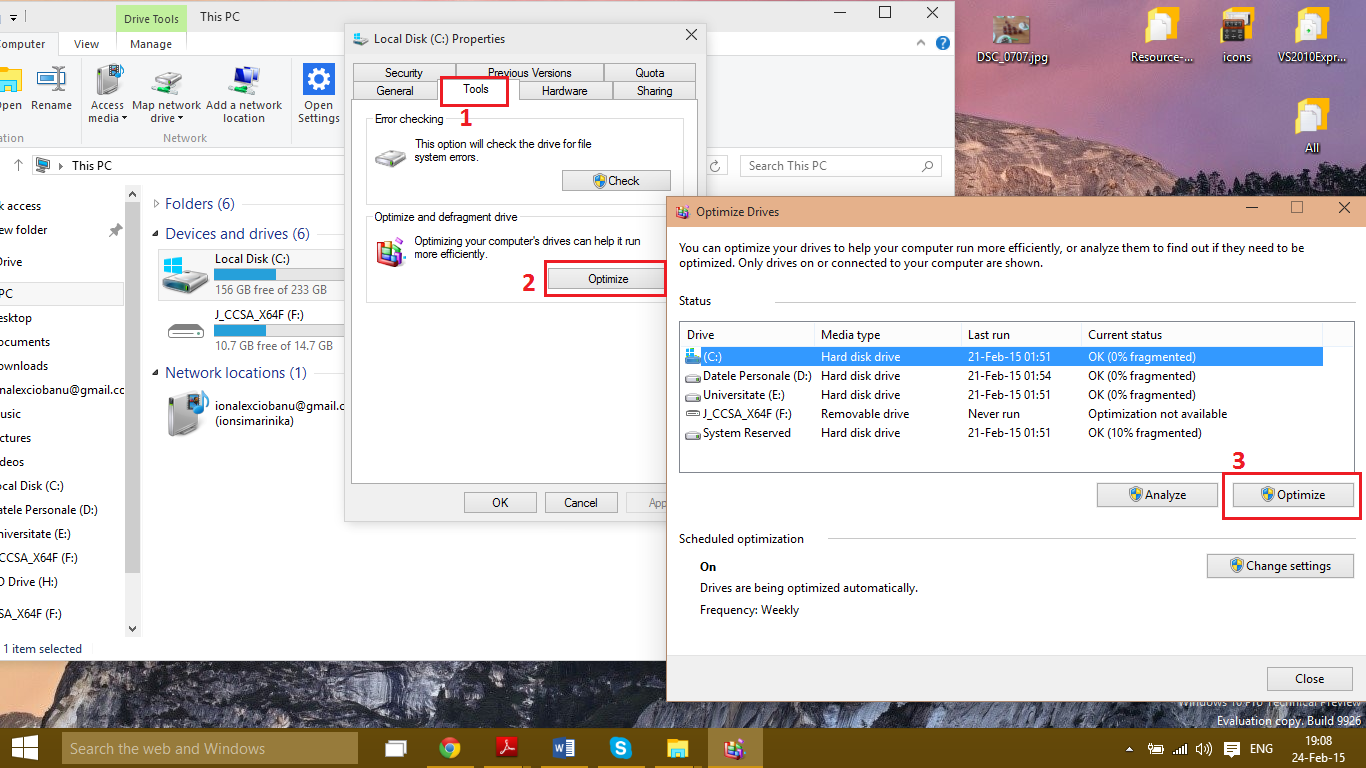 Drive Tools
This PC
Computer
View
Manage
Open
Rename
Access media
Map network drive
Add a network location
Open Settings
Network
This PC
Search This PC
k access
ew folder
Drive
PC
esktop
ocuments
ownloads
onalexciobanu@gmail.cc
usic
ctures
deos
ocal Disk (C:)
atele Personale (D:)
niversitate (E:)
_CCSA_X64F (F:)
D Drive (H:)
SA_X64F (F:)
1 item selected
Folders (6)
Devices and drives (6)
Local Disk (C:)
156 GB free of 233 GB
J_CCSA_X64F (F:)
10.7 GB free of 14.7 GB
Network locations (1)
ionalexciobanu@gmail.c
(ionsimarinika)
Local Disk (C:) Properties
Security
Previous Versions
Quota
General
Tools
Hardware
Sharing
1
Error checking
This option will check the drive for file
system errors.
Check
Optimize and defragment drive
Optimizing your computer's drives can help it run
more efficiently.
2
Optimize
OK
Cancel
App
Optimize Drives
You can optimize your drives to help your computer run more efficiently, or analyze them to find out if they need to be
optimized. Only drives on or connected to your computer are shown.
Status
Drive Media type Last run Current status
(C:) Hard disk drive 21-Feb-15 01:51 OK (0% fragmented)
Datele Personale (D:) Hard disk drive 21-Feb-15 01:54 OK (0% fragmented)
Universitate (E:) Hard disk drive 21-Feb-15 01:51 OK (0% fragmented)
J_CCSA_X64F (F:) Removable drive Never run Optimization not available
System Reserved Hard disk drive 21-Feb-15 01:51 OK (10% fragmented)
3
Analyze
Optimize
Scheduled optimization
On
Change settings
Drives are being optimized automatically.
Frequency: Weekly
Close
DSC_0707.jpg
Resource-...
icons
VS2010Expr...
All
Windows 10 Pro Technical Preview
Evaluation copy. Build 9926
Search the web and Windows
ENG
19:08
24-Feb-15